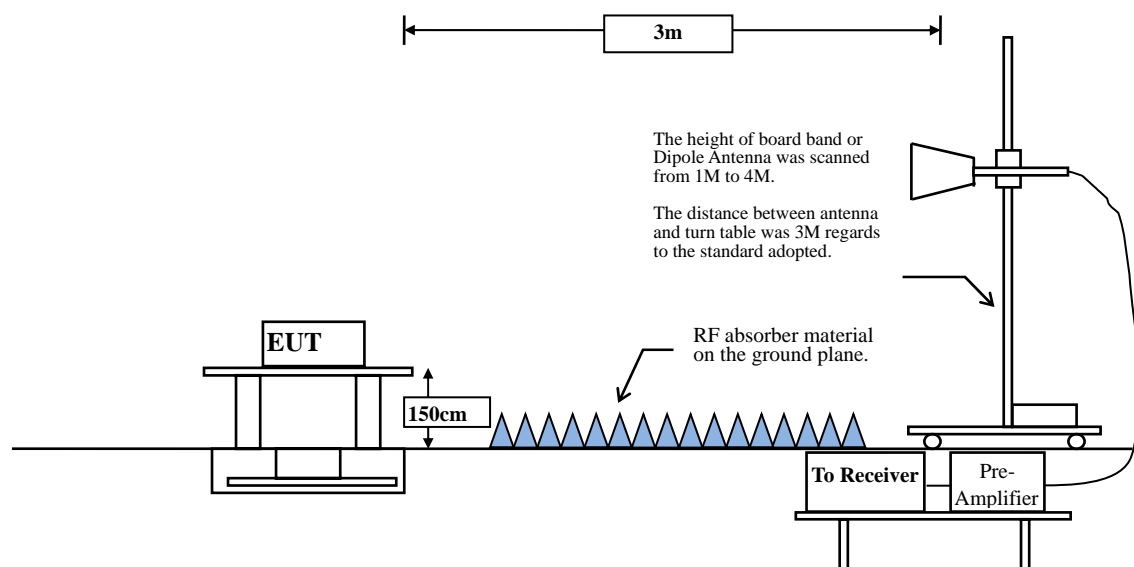 3m
The height of board band or
Dipole Antenna was scanned
from 1M to 4M.
The distance between antenna
and turn table was 3M regards
to the standard adopted.
EUT
RF absorber material
on the ground plane.
150cm
To Receiver
Pre-
Amplifier